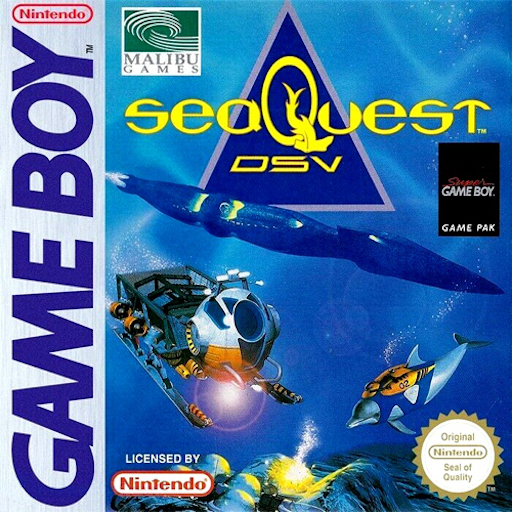 Nintendo
GAME BOY
TM
MALIBU
GAMES
seaQuest
TM
DSV
Super
GAME BOY
GAME PAK
02
LICENSED BY
Nintendo
Original
Nintendo
Seal of
Quality